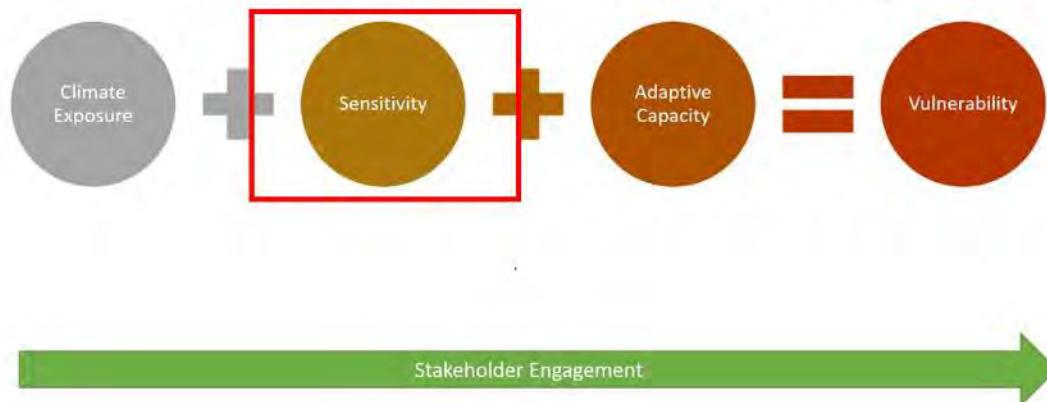 Climate
Exposure
Sensitivity
Adaptive
Capacity
Vulnerability
Stakeholder Engagement